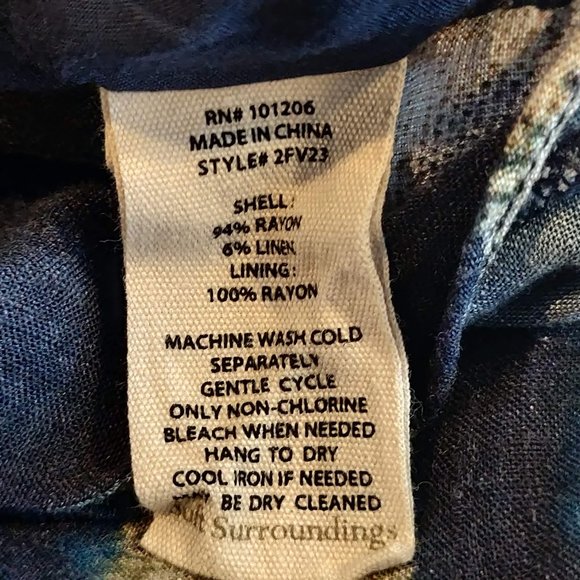 RN# 101206
MADE IN CHINA
STYLE# 2FV23
SHELL:
94% RAYON
6% LINEN
LINING:
100% RAYON
MACHINE WASH COLD
SEPARATELY
GENTLE CYCLE
ONLY NON-CHLORINE
BLEACH WHEN NEEDED
HANG TO DRY
COOL IRON IF NEEDED
BE DRY CLEANED
Surroundings